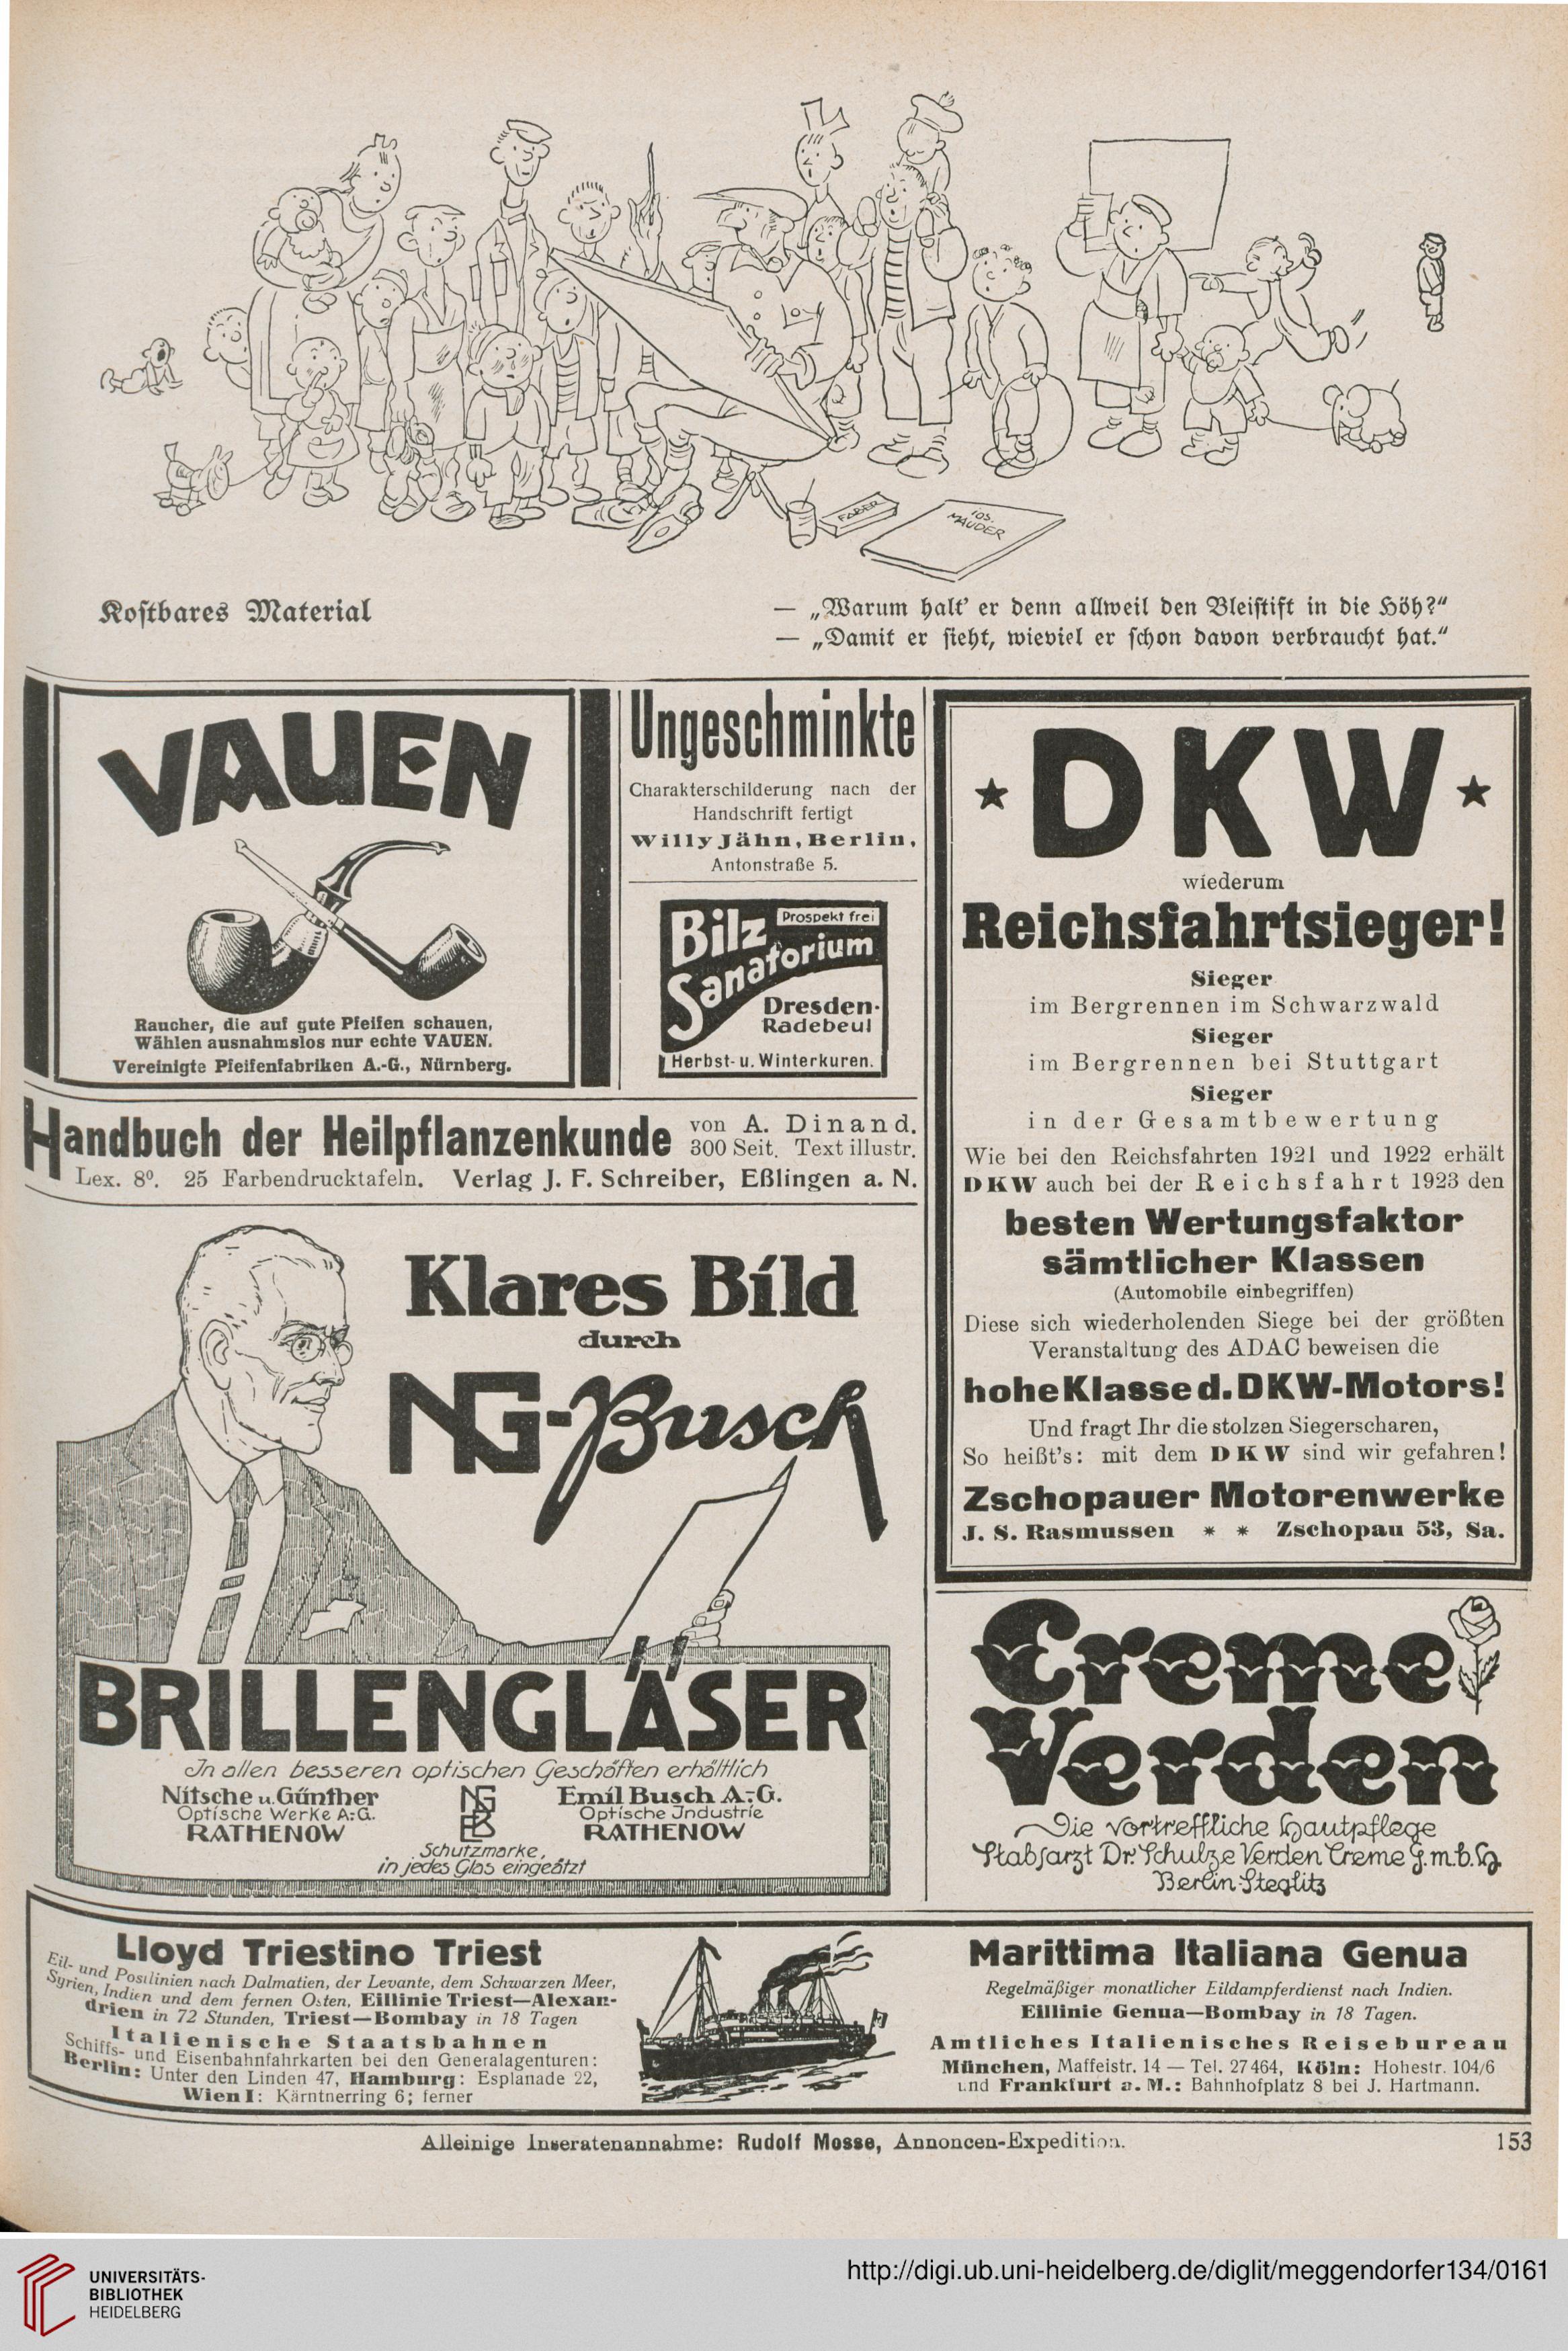 FABER
JOS.
MAUDER
Kostbares Material
— „Warum halt' er denn allweil den Bleistift in die Höh?“
— „Damit er sieht, wieviel er schon davon verbraucht hat.“
VAUEN
Raucher, die auf gute Pfeifen schauen,
Wählen ausnahmslos nur echte VAUEN.
Vereinigte Pfeifenfabriken A.-G., Nürnberg.
Ungeschminkte
Charakterschilderung nach der
Handschrift fertigt
Willy Jähn, Berlin,
Antonstraße 5.
Bilz
Prospekt frei
Sanatorium
Dresden-
Radebeul
Herbst- u. Winterkuren.
Handbuch der Heilpflanzenkunde
von A. Dinand.
300 Seit. Text illustr.
Lex. 8⁰. 25 Farbendrucktafeln. Verlag J. F. Schreiber, Eßlingen a. N.
Klares Bild
durch
NG-Busch
BRILLENGLÄSER
In allen besseren optischen Geschäften erhältlich
Nitsche u. Günther
Optische Werke A.-G.
RATHENOW
NG
EB
Emil Busch A.-G.
Optische Industrie
RATHENOW
Schutzmarke,
in jedes Glas eingeätzt
★ DKW ★
wiederum
Reichsfahrtsieger!
Sieger
im Bergrennen im Schwarzwald
Sieger
im Bergrennen bei Stuttgart
Sieger
in der Gesamtbewertung
Wie bei den Reichsfahrten 1921 und 1922 erhält
DKW auch bei der Reichsfahrt 1923 den
besten Wertungsfaktor
sämtlicher Klassen
(Automobile einbegriffen)
Diese sich wiederholenden Siege bei der größten
Veranstaltung des ADAC beweisen die
hohe Klasse d. DKW-Motors!
Und fragt Ihr die stolzen Siegerscharen,
So heißt's: mit dem DKW sind wir gefahren!
Zschopauer Motorenwerke
J. S. Rasmussen * * Zschopau 53, Sa.
Creme
Verden
Die vortreffliche Hautpflege
Stabsarzt Dr. Schulze Verden Creme G.m.b.H.
Berlin-Steglitz
Lloyd Triestino Triest
Eil- und Postlinien nach Dalmatien, der Levante, dem Schwarzen Meer,
Syrien, Indien und dem fernen Osten, Eillinie Triest—Alexan-
drien in 72 Stunden, Triest—Bombay in 18 Tagen
Italienische Staatsbahnen
Schiffs- und Eisenbahnfahrkarten bei den Generalagenturen:
Berlin: Unter den Linden 47, Hamburg: Esplanade 22,
Wien I: Kärntnerring 6; ferner
Marittima Italiana Genua
Regelmäßiger monatlicher Eildampferdienst nach Indien.
Eillinie Genua—Bombay in 18 Tagen.
Amtliches Italienisches Reisebureau
München, Maffeistr. 14 — Tel. 27464, Köln: Hohestr. 104/6
und Frankfurt a. M.: Bahnhofplatz 8 bei J. Hartmann.
Alleinige Inseratenannahme: Rudolf Mosse, Annoncen-Expedition.
153
UNIVERSITÄTS-
BIBLIOTHEK
HEIDELBERG
http://digi.ub.uni-heidelberg.de/diglit/meggendorfer134/0161